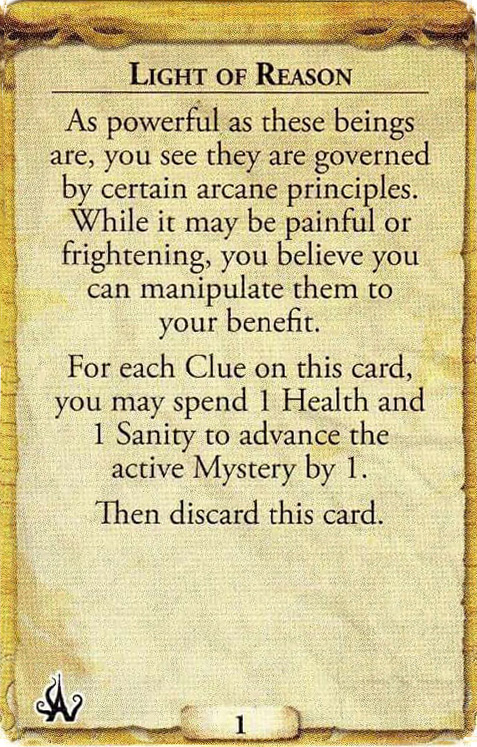 LIGHT OF REASON
As powerful as these beings
are, you see they are governed
by certain arcane principles.
While it may be painful or
frightening, you believe you
can manipulate them to
your benefit.
For each Clue on this card,
you may spend 1 Health and
1 Sanity to advance the
active Mystery by 1.
Then discard this card.
1